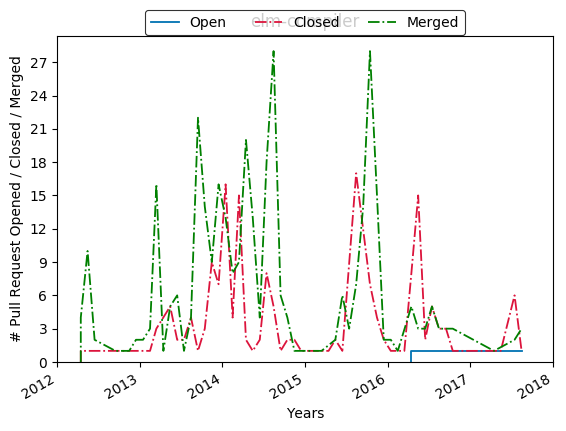 elm-compiler
Open Closed Merged
# Pull Request Opened / Closed / Merged
27
24
21
18
15
12
9
6
3
0
2012 2013 2014 2015 2016 2017 2018
Years